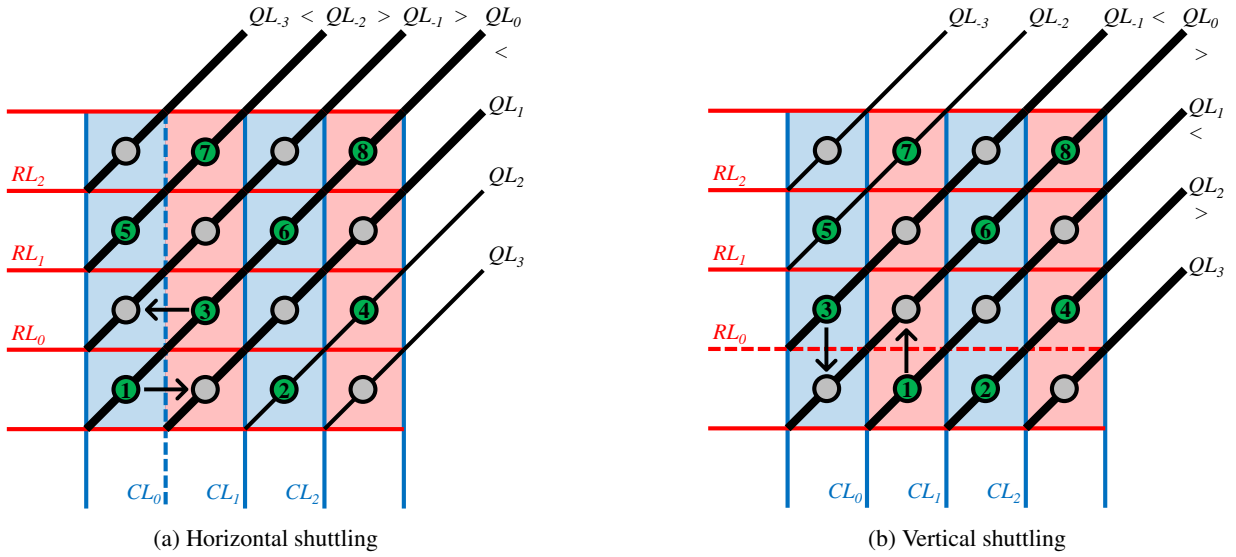 QL₋₃ < QL₋₂ > QL₋₁ > QL₀
<
QL₁
QL₂
QL₃
RL₂
RL₁
RL₀
7
8
5
6
3
4
1
2
CL₀
CL₁
CL₂
(a) Horizontal shuttling
QL₋₃
QL₋₂
QL₋₁ < QL₀
>
QL₁
<
QL₂
>
QL₃
RL₂
RL₁
RL₀
7
8
5
6
3
4
1
2
CL₀
CL₁
CL₂
(b) Vertical shuttling